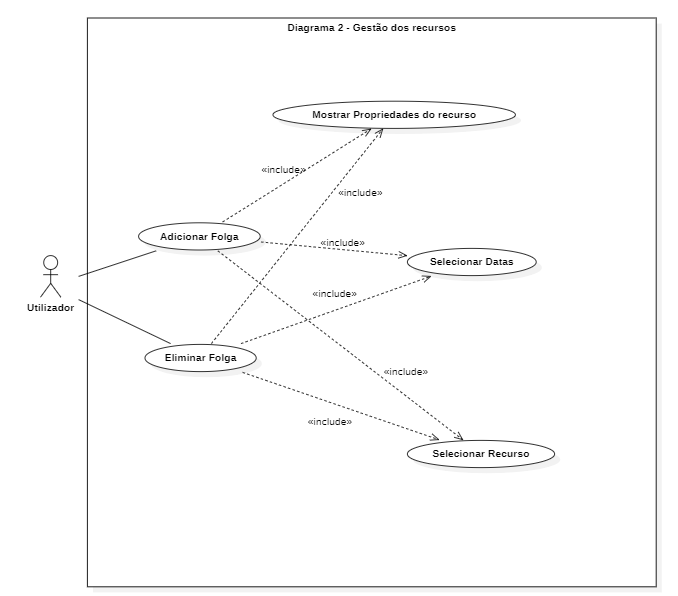 Diagrama 2 - Gestão dos recursos
Mostrar Propriedades do recurso
«include»
«include»
Adicionar Folga
«include»
Selecionar Datas
«include»
Utilizador
Eliminar Folga
«include»
«include»
Selecionar Recurso